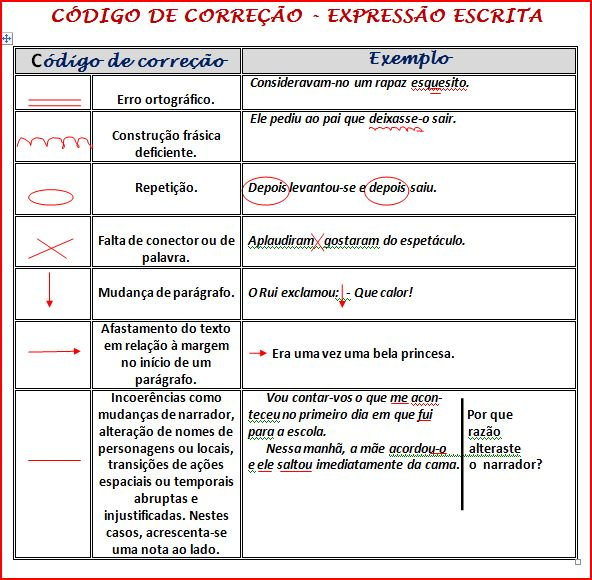 CÓDIGO DE CORREÇÃO - EXPRESSÃO ESCRITA
Código de correção
Exemplo
Erro ortográfico.
Consideravam-no um rapaz esquesito.
Construção frásica
deficiente.
Ele pediu ao pai que deixasse-o sair.
Repetição.
Depois levantou-se e depois saiu.
Falta de conector ou de
palavra.
Aplaudiram gostaram do espetáculo.
Mudança de parágrafo.
O Rui exclamou: - Que calor!
Afastamento do texto
em relação à margem
no início de um
parágrafo.
Era uma vez uma bela princesa.
Incoerências como
mudanças de narrador,
alteração de nomes de
personagens ou locais,
transições de ações
espaciais ou temporais
abruptas e
injustificadas. Nestes
casos, acrescenta-se
uma nota ao lado.
Vou contar-vos o que me acon-
teceu no primeiro dia em que fui
para a escola.
Nessa manhã, a mãe acordou-o
e ele saltou imediatamente da cama.
Por que
razão
alteraste
o narrador?